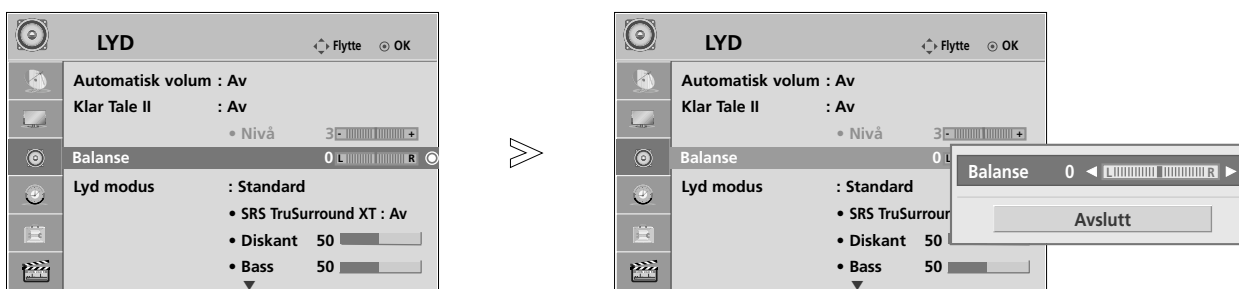 LYD
Flytte OK
Automatisk volum : Av
Klar Tale II : Av
• Nivå 3 - +
Balanse 0 L R
Lyd modus : Standard
• SRS TruSurround XT : Av
• Diskant 50
• Bass 50
LYD
Flytte OK
Automatisk volum : Av
Klar Tale II : Av
• Nivå 3 - +
Balanse 0 L
Lyd modus : Standard
• SRS TruSurroun
• Diskant 50
• Bass 50
Balanse 0 ◄ L R ►
Avslutt